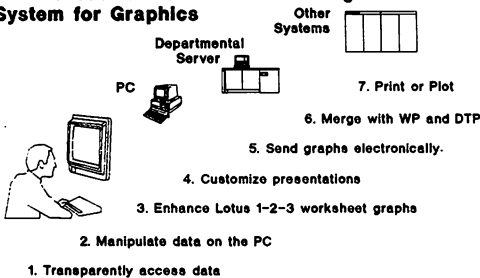 System for Graphics
Other
Systems
Departmental
Server
PC
7. Print or Plot
6. Merge with WP and DTP
5. Send graphs electronically.
4. Customize presentations
3. Enhance Lotus 1-2-3 worksheet graphs
2. Manipulate data on the PC
1. Transparently access data